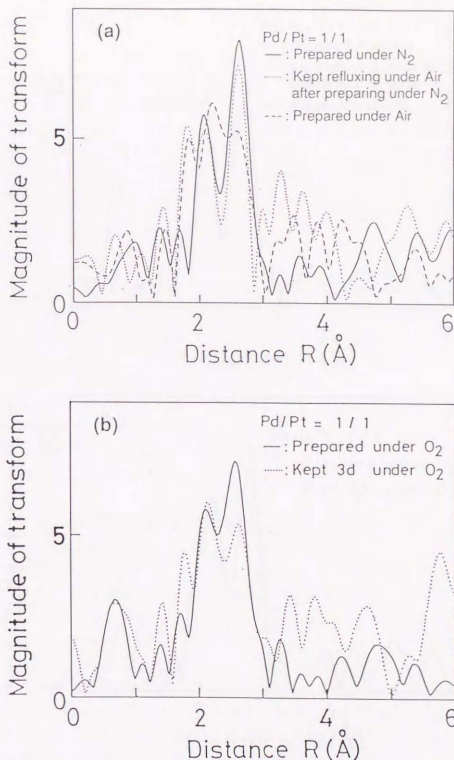 (a)
Pd/Pt=1/1
—: Prepared under N₂
······: Kept refluxing under Air
after preparing under N₂
---: Prepared under Air
Magnitude of transform
5
0
0 2 4 6
Distance R(Å)
(b)
Pd/Pt = 1/1
—: Prepared under O₂
······: Kept 3d under O₂
Magnitude of transform
5
0
0 2 4 6
Distance R(Å)